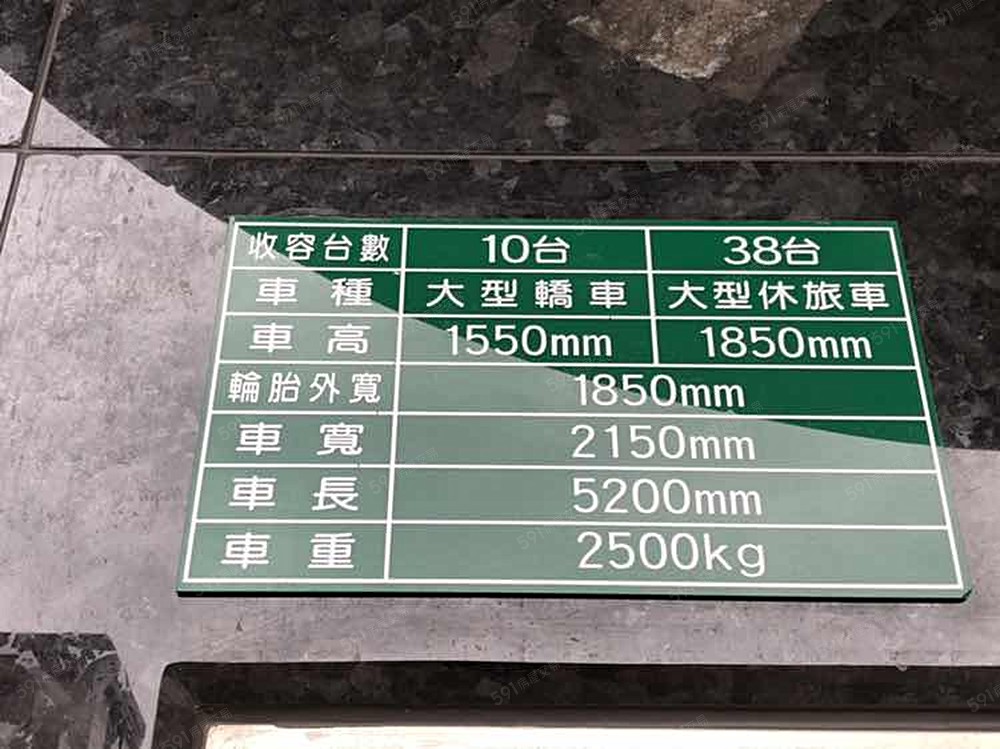 收容台數 10台 38台
車種 大型轎車 大型休旅車
車高 1550mm 1850mm
輪胎外寬 1850mm
車寬 2150mm
車長 5200mm
車重 2500kg